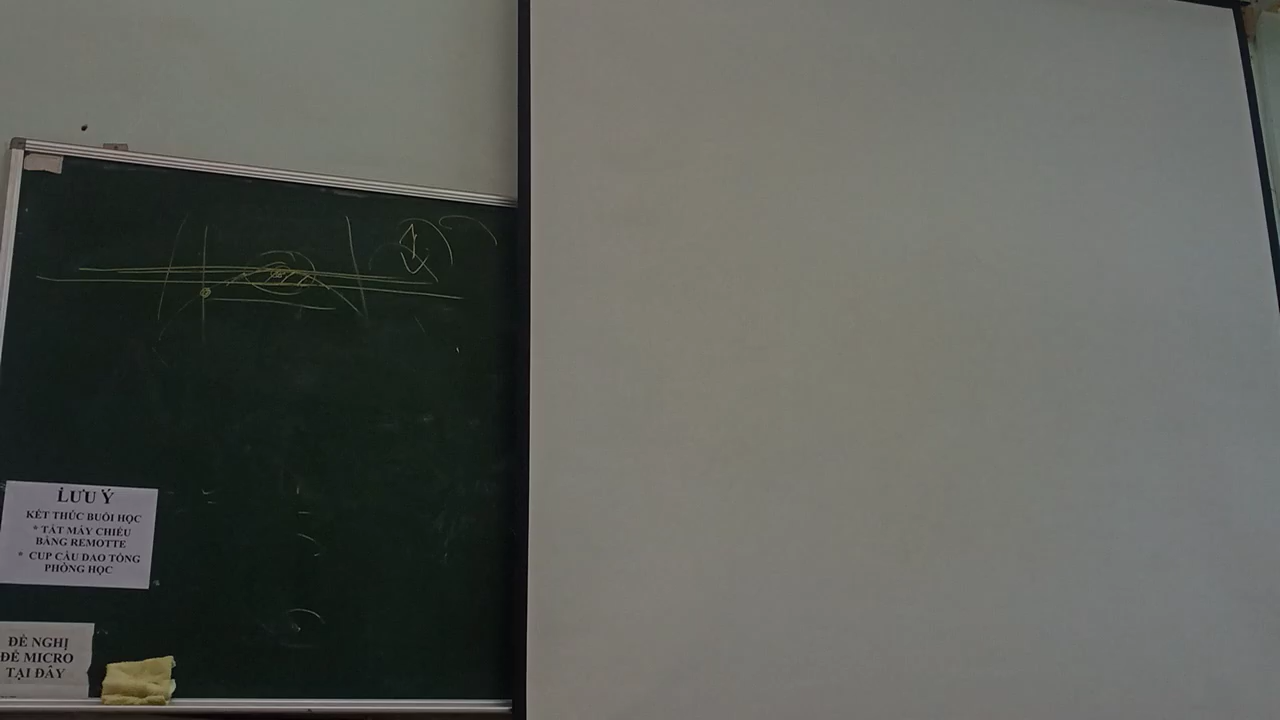 LƯU Ý
KẾT THÚC BUỔI HỌC
* TẮT MÁY CHIẾU
BẰNG REMOTTE
* CUP CẦU DAO TỔNG
PHÒNG HỌC
ĐỀ NGHỊ
ĐỂ MICRO
TẠI ĐÂY